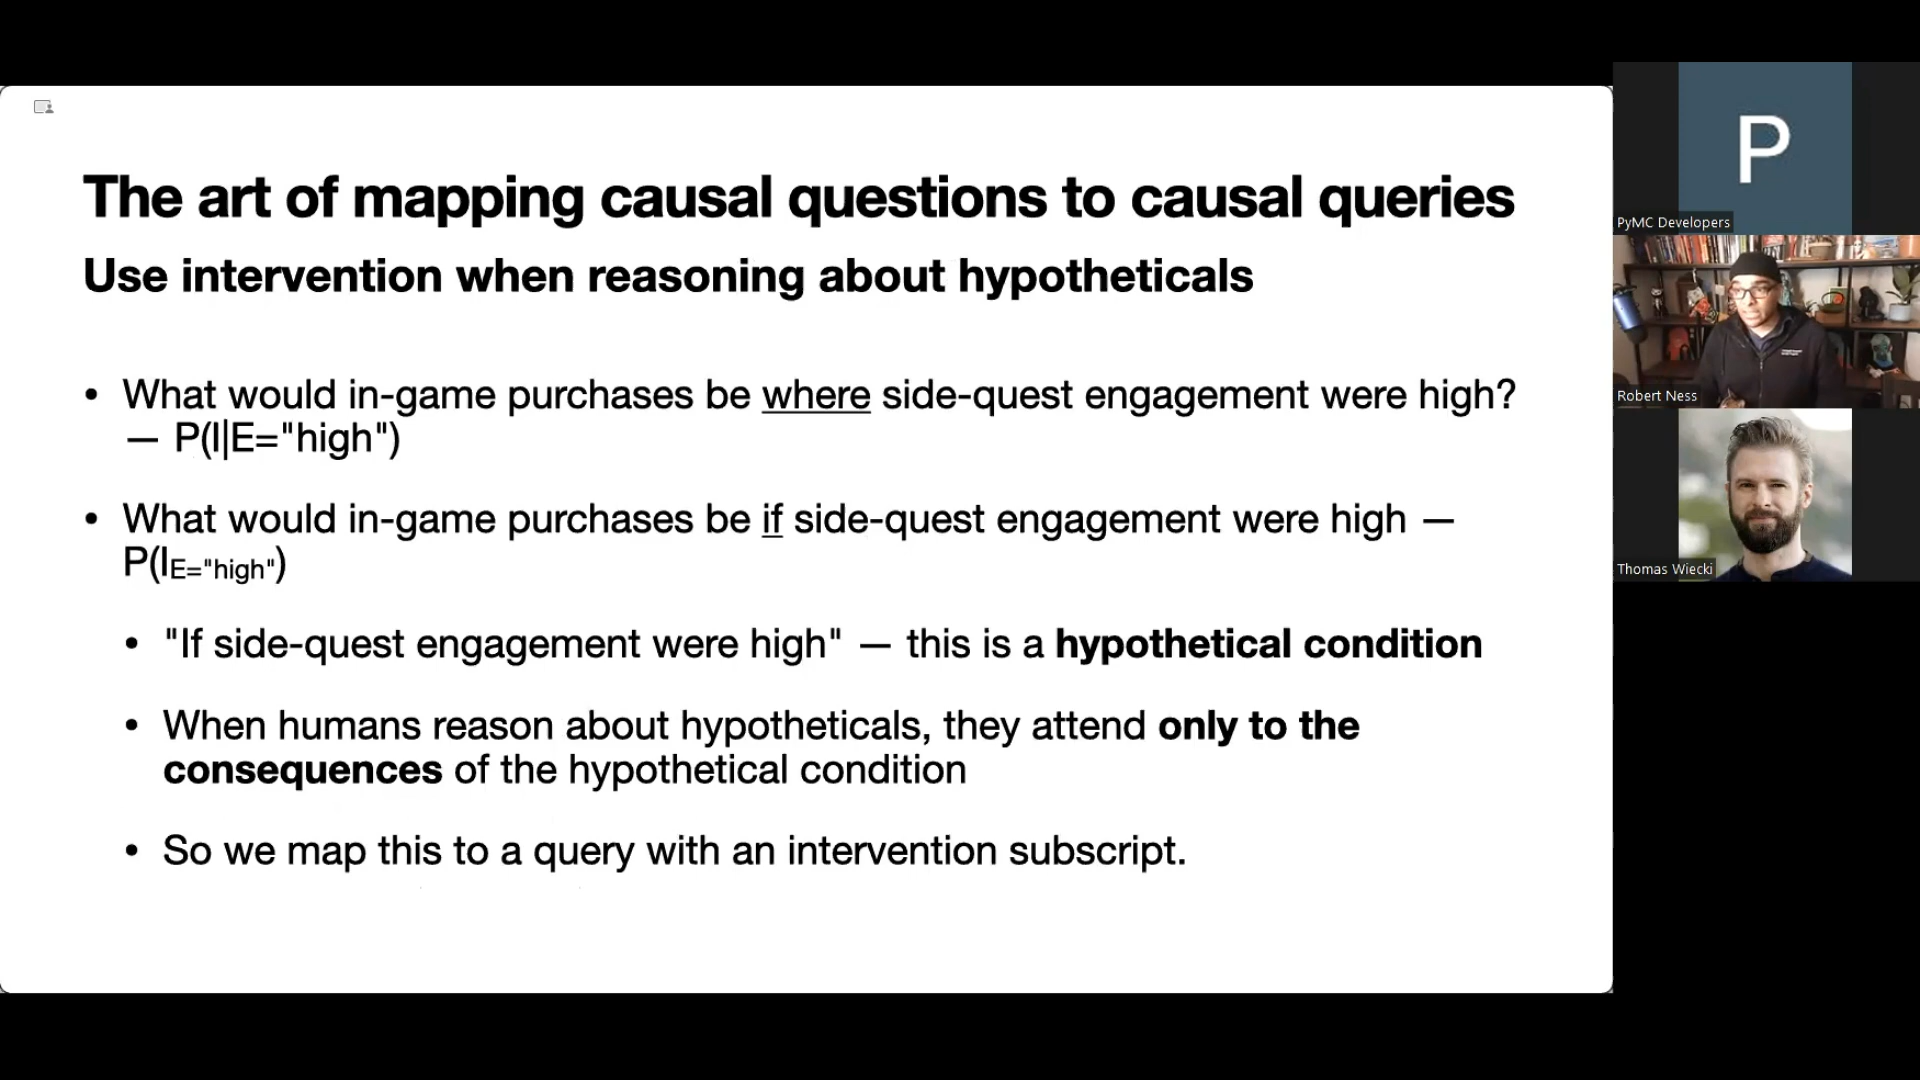 The art of mapping causal questions to causal queries
Use intervention when reasoning about hypotheticals
• What would in-game purchases be where side-quest engagement were high?
— P(I|E="high")
• What would in-game purchases be if side-quest engagement were high —
P(I_E="high")
• "If side-quest engagement were high" — this is a hypothetical condition
• When humans reason about hypotheticals, they attend only to the
consequences of the hypothetical condition
• So we map this to a query with an intervention subscript.
P
PyMC Developers
Robert Ness
Thomas Wiecki